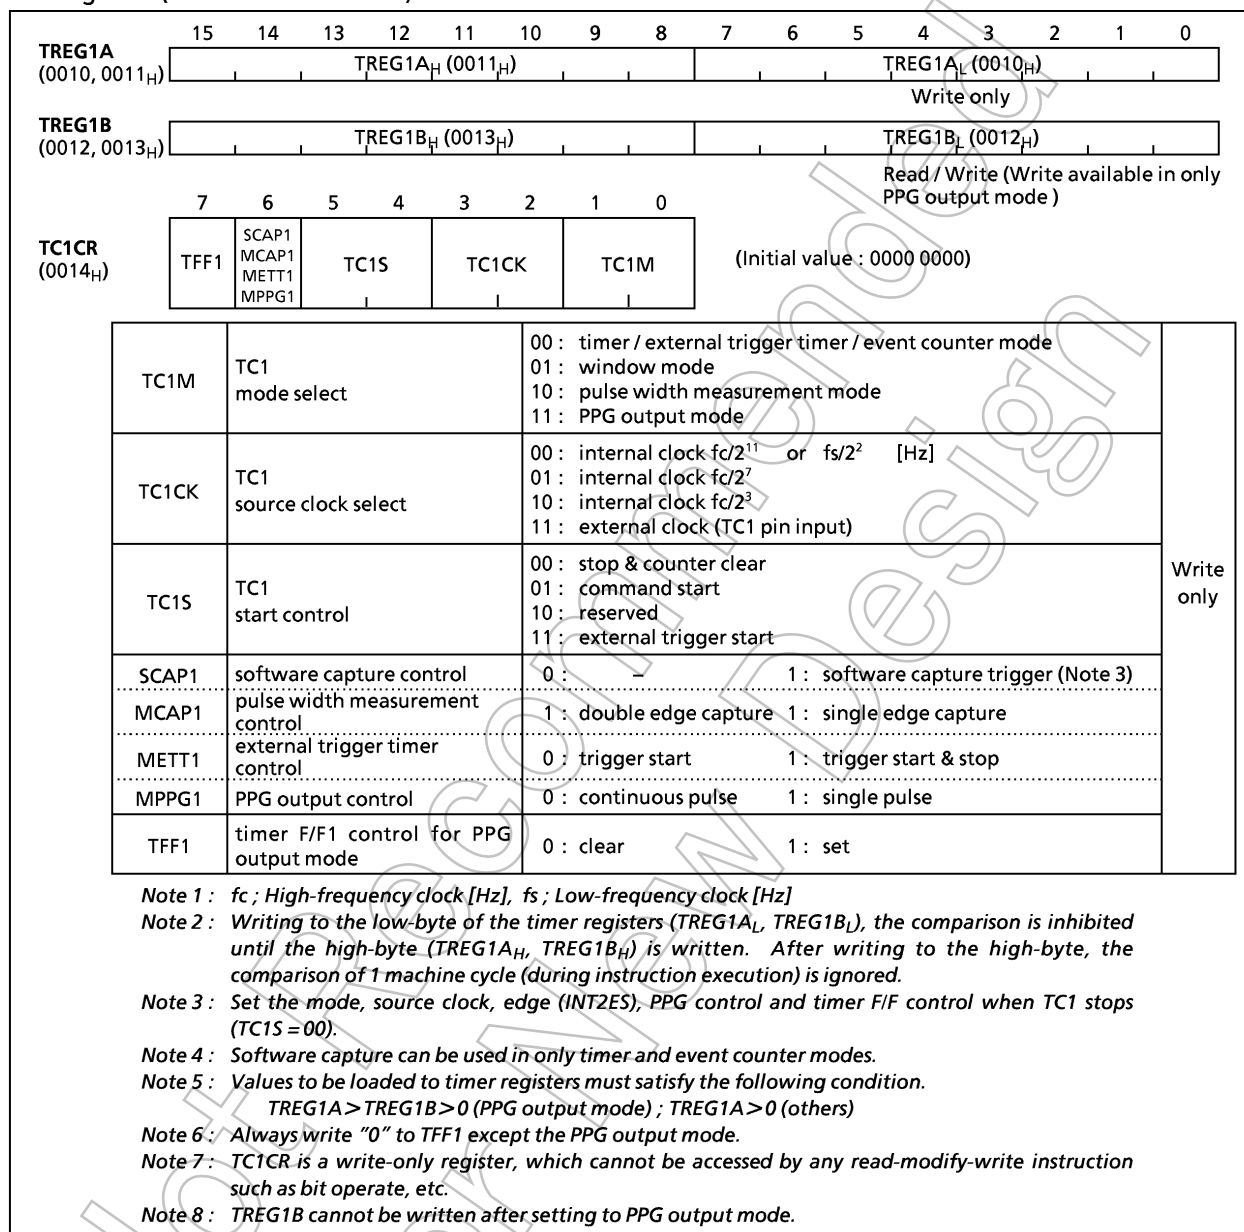 15 14 13 12 11 10 9 8 7 6 5 4 3 2 1 0
TREG1A
(0010, 0011H)
TREG1AH (0011H) TREG1AL (0010H)
Write only
TREG1B
(0012, 0013H)
TREG1BH (0013H) TREG1BL (0012H)
Read / Write (Write available in only
PPG output mode )
7 6 5 4 3 2 1 0
TC1CR
(0014H)
TFF1
SCAP1
MCAP1
METT1
MPPG1
TC1S TC1CK TC1M
(Initial value : 0000 0000)
TC1M
TC1
mode select
00 : timer / external trigger timer / event counter mode
01 : window mode
10 : pulse width measurement mode
11 : PPG output mode
TC1CK
TC1
source clock select
00 : internal clock fc/2¹¹ or fs/2² [Hz]
01 : internal clock fc/2⁷
10 : internal clock fc/2³
11 : external clock (TC1 pin input)
TC1S
TC1
start control
00 : stop & counter clear
01 : command start
10 : reserved
11 : external trigger start
Write
only
SCAP1 software capture control 0 : – 1 : software capture trigger (Note 3)
MCAP1
pulse width measurement
control
1 : double edge capture 1 : single edge capture
METT1
external trigger timer
control
0 : trigger start 1 : trigger start & stop
MPPG1 PPG output control 0 : continuous pulse 1 : single pulse
TFF1
timer F/F1 control for PPG
output mode
0 : clear 1 : set
Note 1 : fc ; High-frequency clock [Hz], fs ; Low-frequency clock [Hz]
Note 2 : Writing to the low-byte of the timer registers (TREG1AL, TREG1BL), the comparison is inhibited
until the high-byte (TREG1AH, TREG1BH) is written. After writing to the high-byte, the
comparison of 1 machine cycle (during instruction execution) is ignored.
Note 3 : Set the mode, source clock, edge (INT2ES), PPG control and timer F/F control when TC1 stops
(TC1S = 00).
Note 4 : Software capture can be used in only timer and event counter modes.
Note 5 : Values to be loaded to timer registers must satisfy the following condition.
TREG1A > TREG1B > 0 (PPG output mode) ; TREG1A > 0 (others)
Note 6 : Always write "0" to TFF1 except the PPG output mode.
Note 7 : TC1CR is a write-only register, which cannot be accessed by any read-modify-write instruction
such as bit operate, etc.
Note 8 : TREG1B cannot be written after setting to PPG output mode.
Not Recommended
for New Design